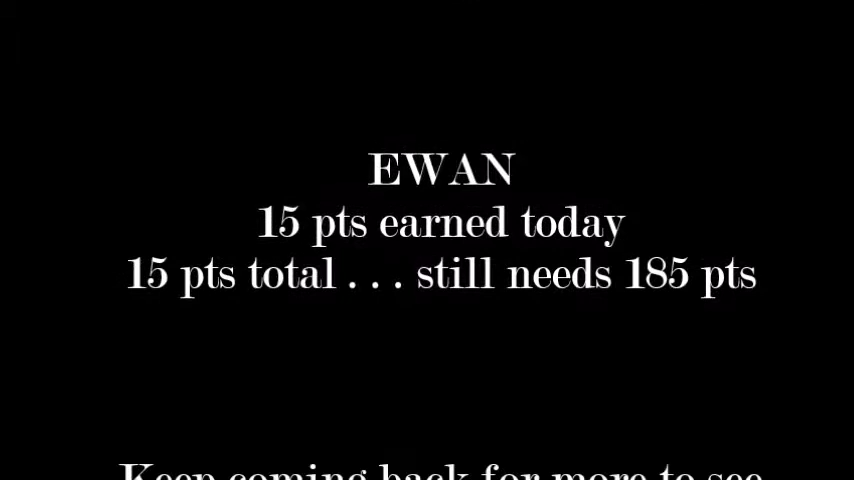 EWAN
15 pts earned today
15 pts total . . . still needs 185 pts
Keep coming back for more to see